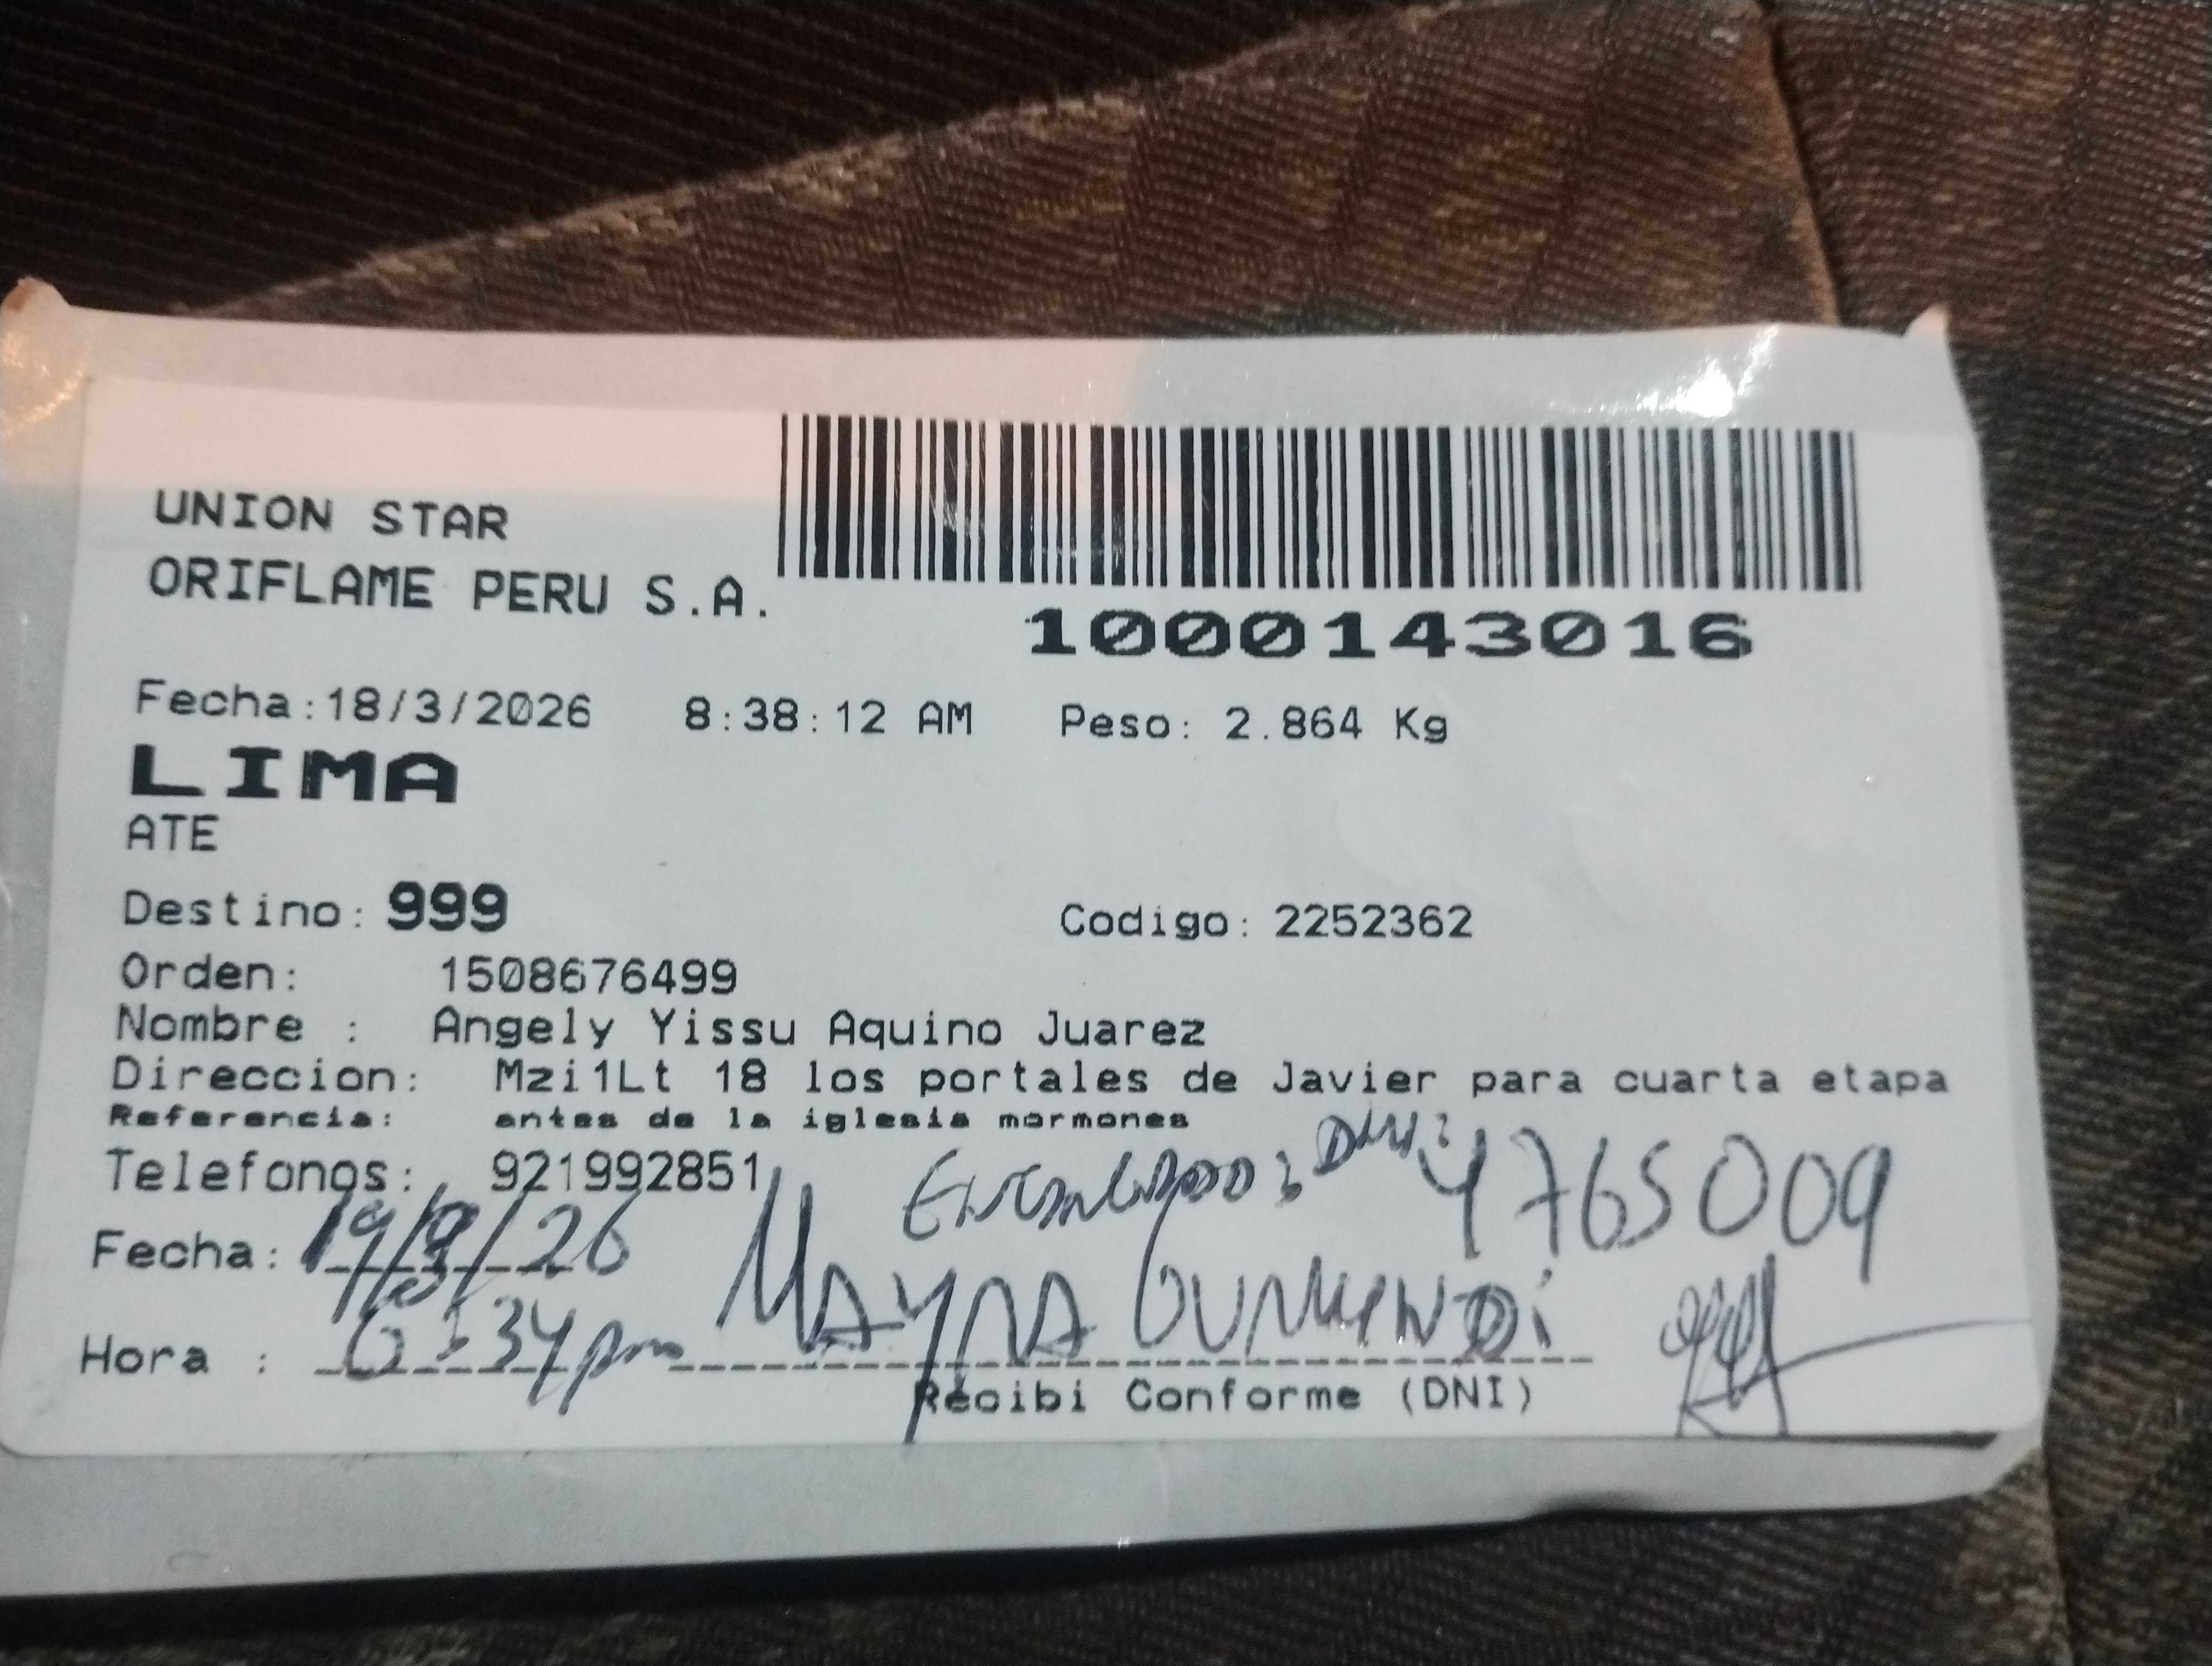 UNION STAR
ORIFLAME PERU S.A.
1000143016
Fecha:18/3/2026 8:38:12 AM Peso: 2.864 Kg
LIMA
ATE
Destino: 999 Codigo: 2252362
Orden: 1508676499
Nombre : Angely Yissu Aquino Juarez
Direccion: Mzi1Lt 18 los portales de Javier para cuarta etapa
Referencia: antes de la iglesia mormones
Telefonos: 921992851
DNI: 4765009
Fecha: 19/ /26 MAYRA
Hora : 6:34pm
Recibi Conforme (DNI)